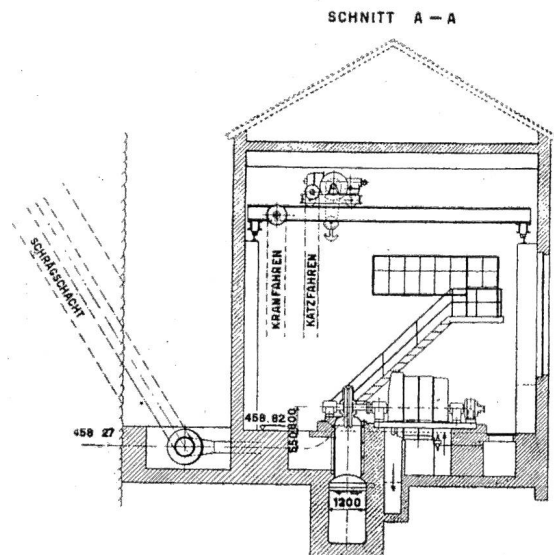 SCHNITT A–A
SCHRÄGSCHACHT
KRANFAHREN
KATZFAHREN
458.82
458 27
550 800
1200